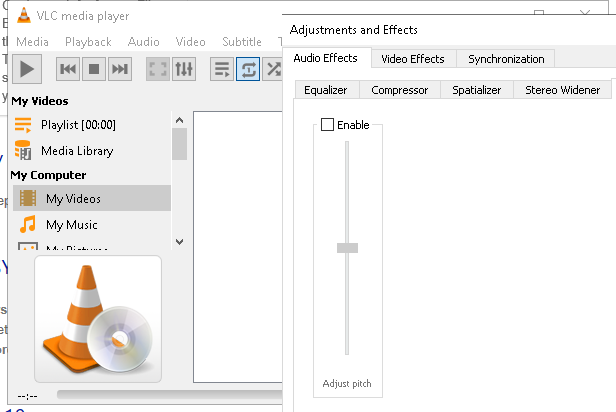 VLC media player
Media Playback Audio Video Subtitle
My Videos
Playlist [00:00]
Media Library
My Computer
My Videos
My Music
My Pictures
--:--
Adjustments and Effects
Audio Effects Video Effects Synchronization
Equalizer Compressor Spatializer Stereo Widener
Enable
Adjust pitch